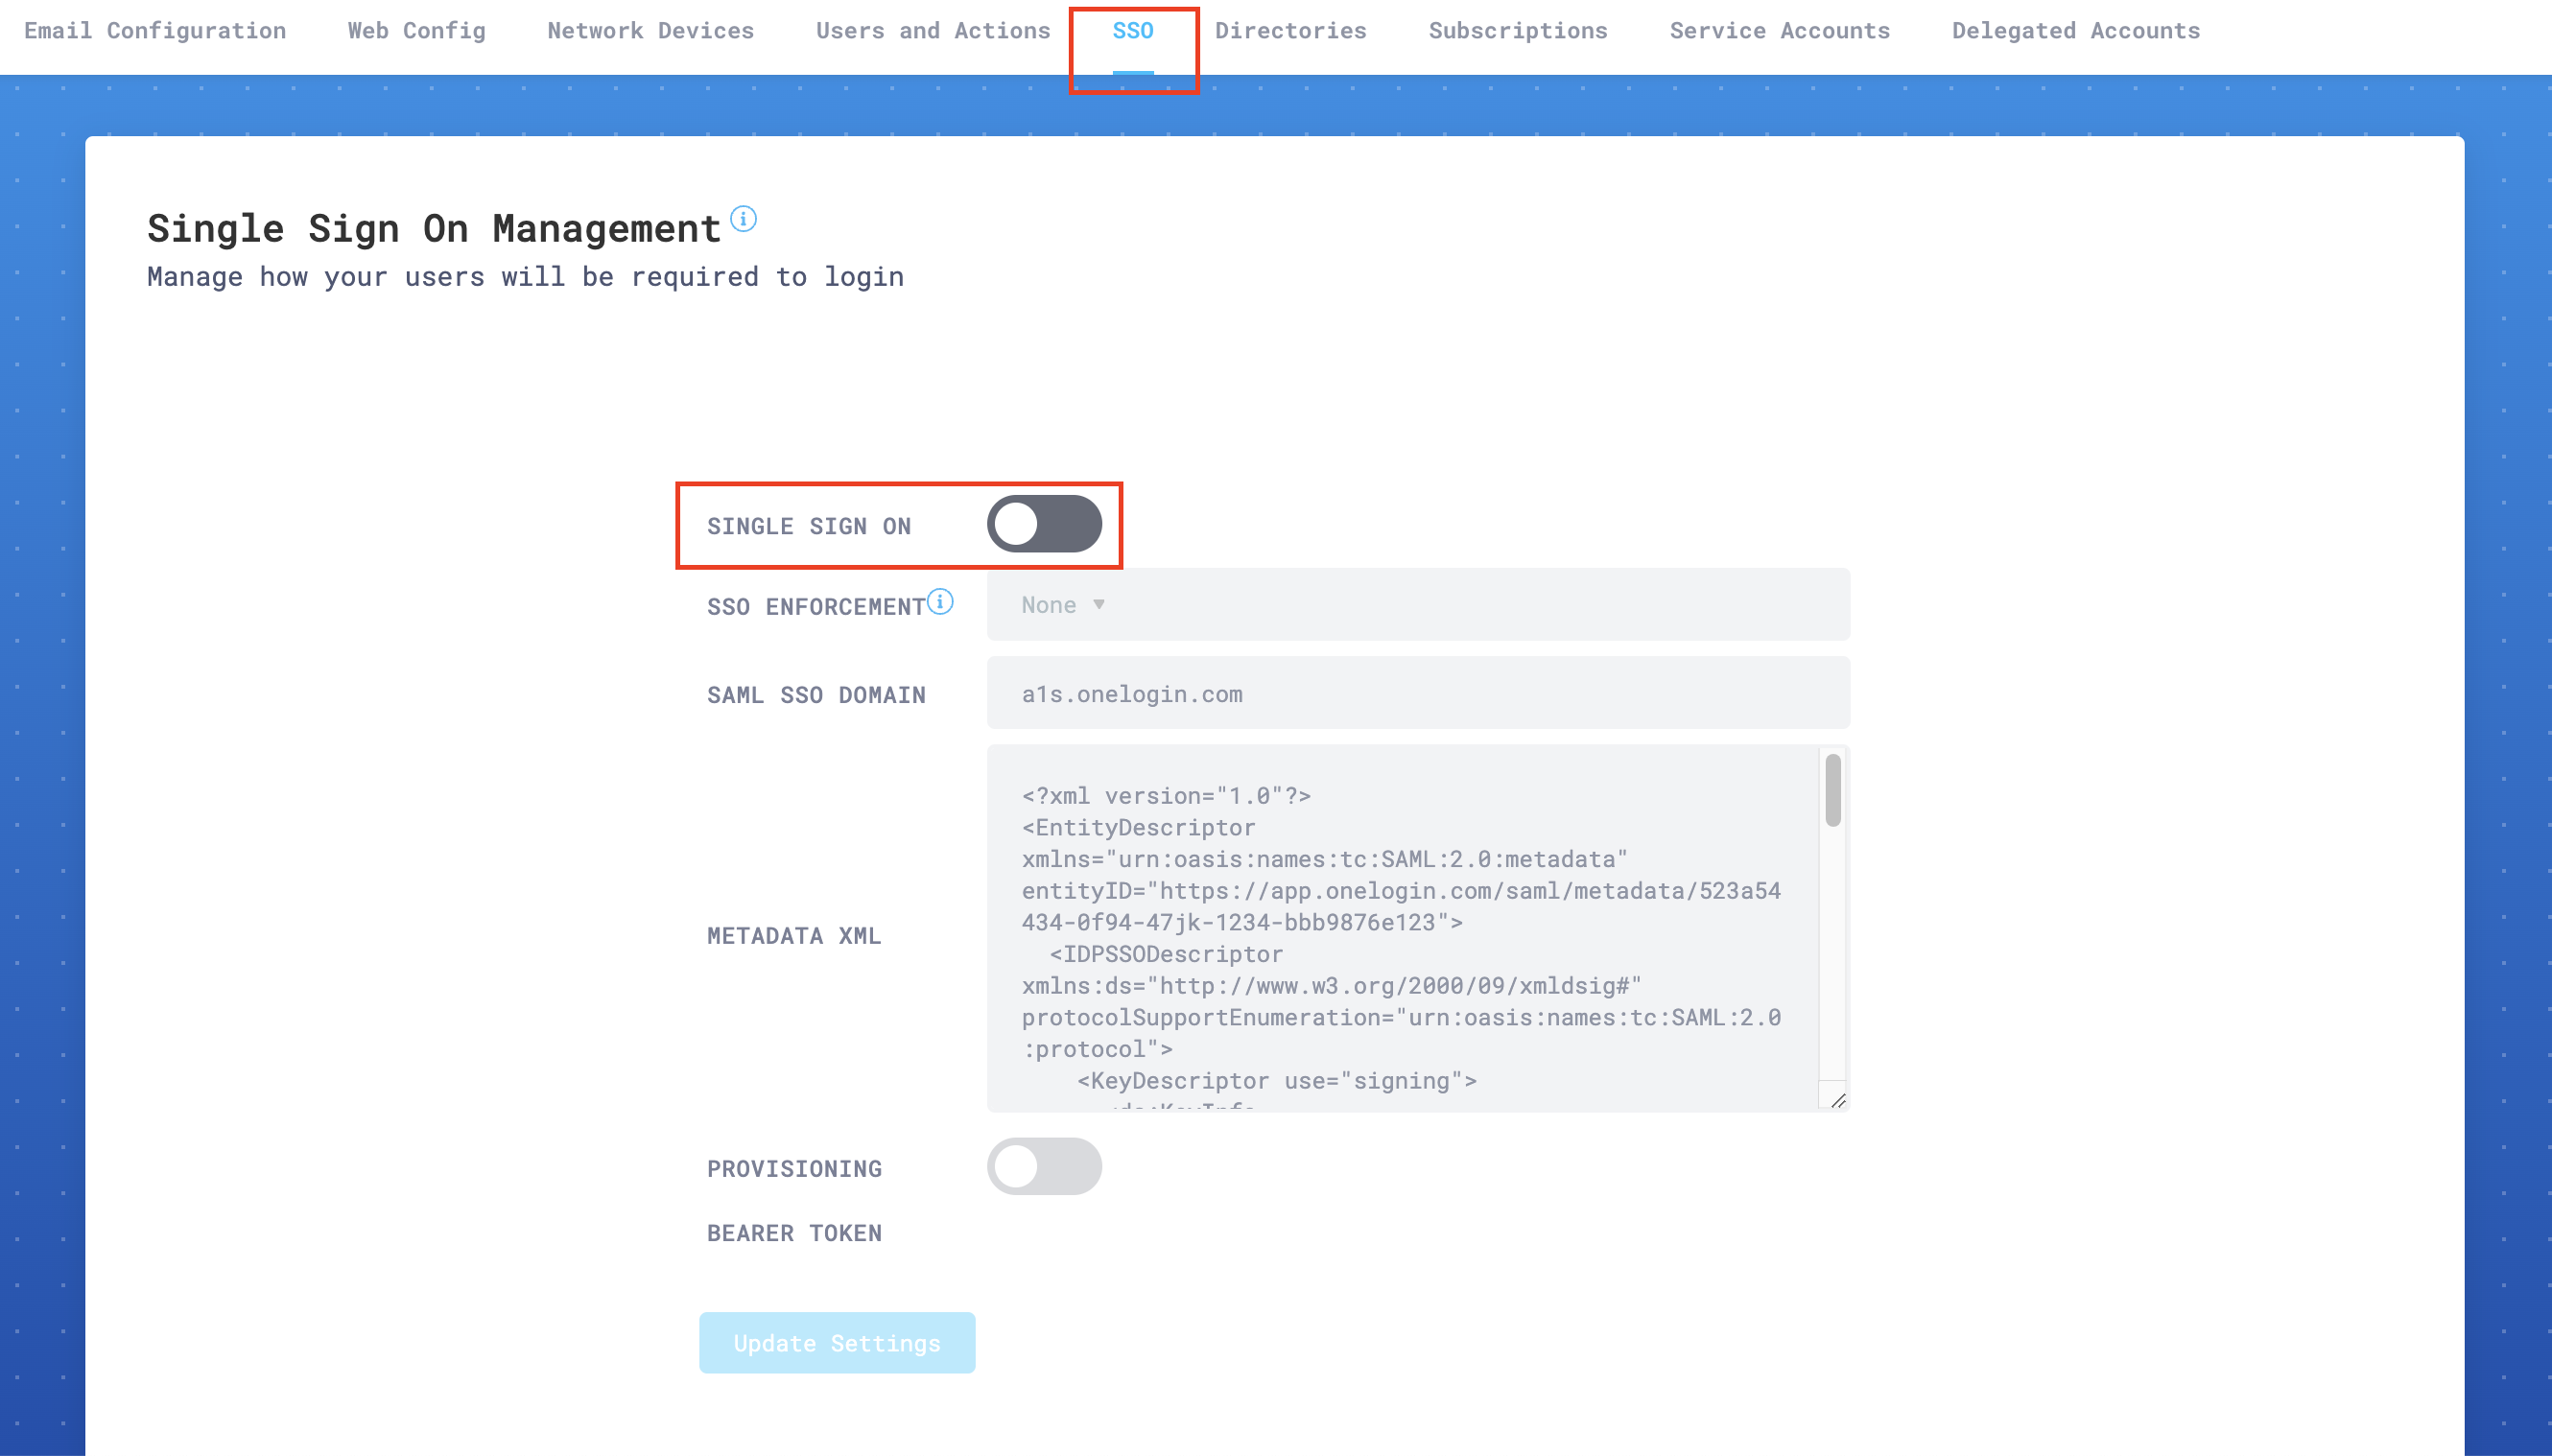 Email Configuration Web Config Network Devices Users and Actions SSO Directories Subscriptions Service Accounts Delegated Accounts
Single Sign On Management
Manage how your users will be required to login
SINGLE SIGN ON
SSO ENFORCEMENT None
SAML SSO DOMAIN a1s.onelogin.com
METADATA XML
<?xml version="1.0"?>
<EntityDescriptor
xmlns="urn:oasis:names:tc:SAML:2.0:metadata"
entityID="https://app.onelogin.com/saml/metadata/523a54
434-0f94-47jk-1234-bbb9876e123">
<IDPSSODescriptor
xmlns:ds="http://www.w3.org/2000/09/xmldsig#"
protocolSupportEnumeration="urn:oasis:names:tc:SAML:2.0
:protocol">
<KeyDescriptor use="signing">
PROVISIONING
BEARER TOKEN
Update Settings